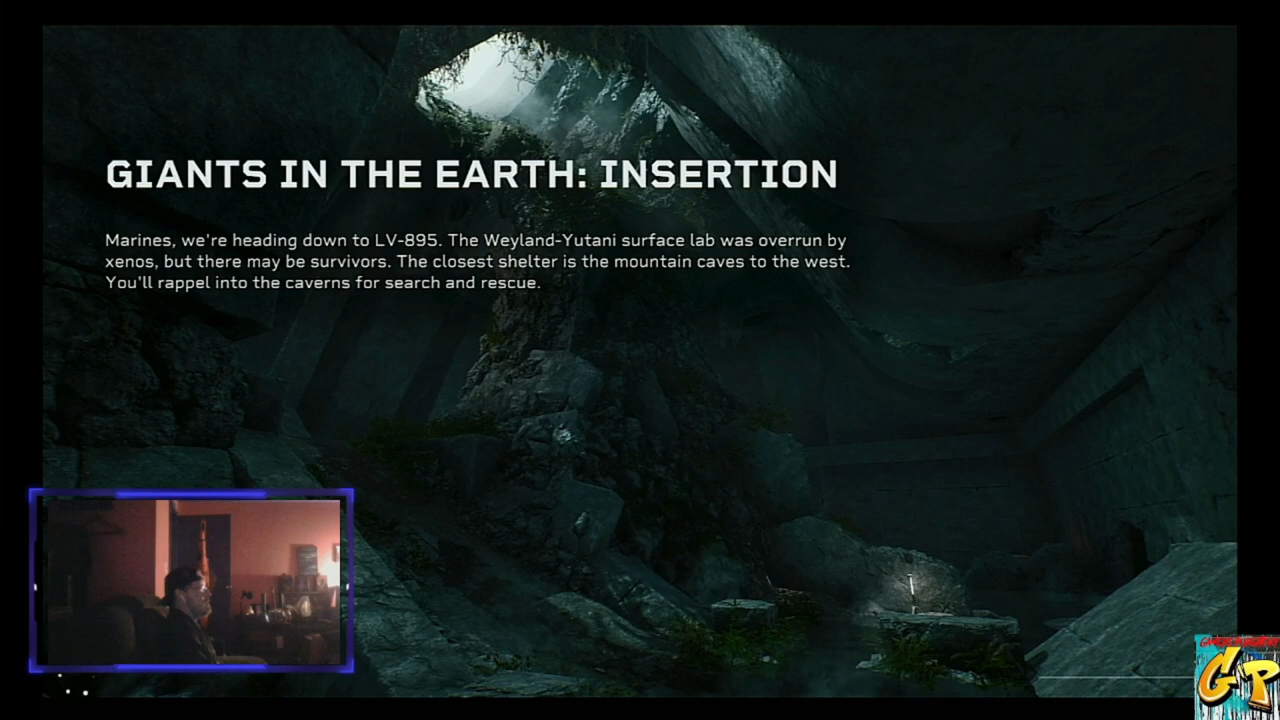 GIANTS IN THE EARTH: INSERTION
Marines, we're heading down to LV-895. The Weyland-Yutani surface lab was overrun by
xenos, but there may be survivors. The closest shelter is the mountain caves to the west.
You'll rappel into the caverns for search and rescue.
GP